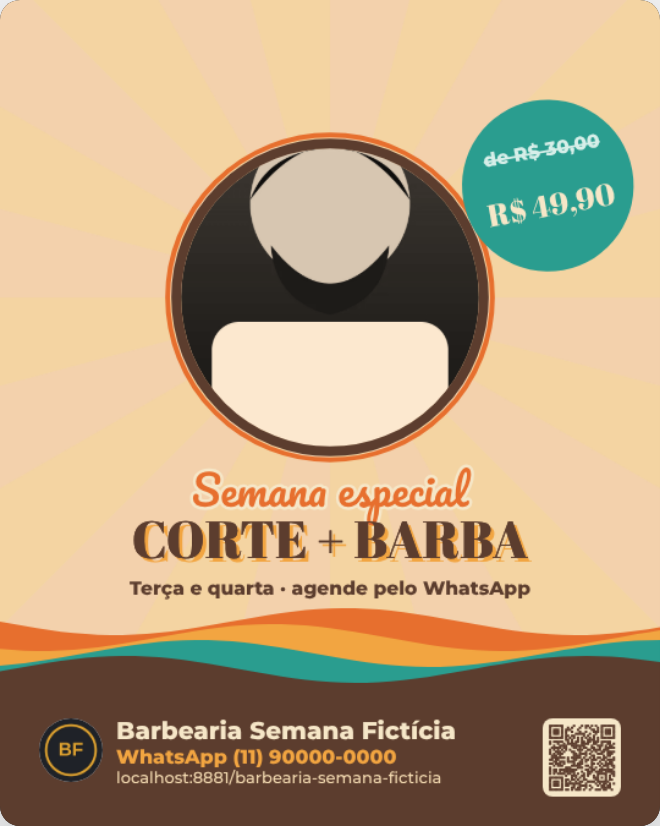 de R$ 30,00
R$ 49,90
Semana especial
CORTE + BARBA
Terça e quarta · agende pelo WhatsApp
BF
Barbearia Semana Fictícia
WhatsApp (11) 90000-0000
localhost:8881/barbearia-semana-ficticia